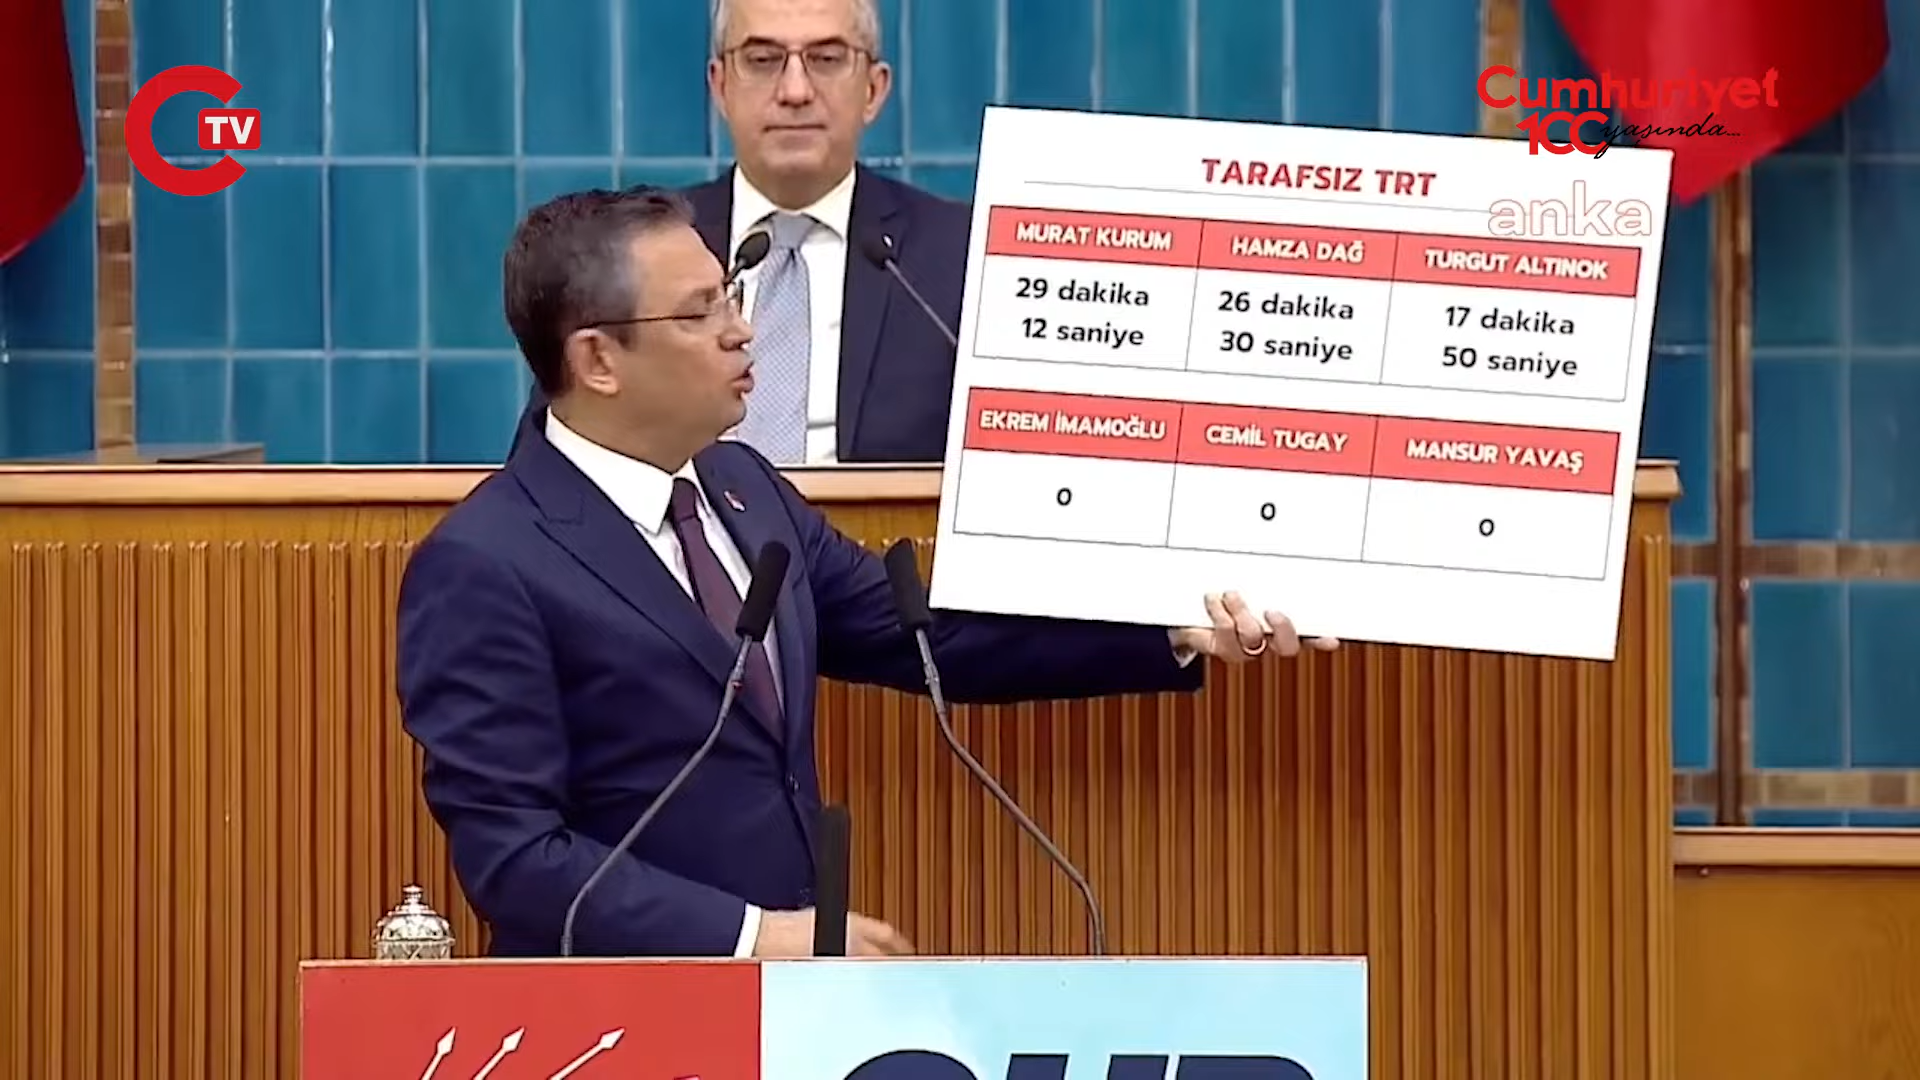 TV
Cumhuriyet
100 yaşında...
anka
TARAFSIZ TRT
MURAT KURUM HAMZA DAĞ TURGUT ALTINOK
29 dakika 26 dakika 17 dakika
12 saniye 30 saniye 50 saniye
EKREM İMAMOĞLU CEMİL TUGAY MANSUR YAVAŞ
0 0 0
CHP